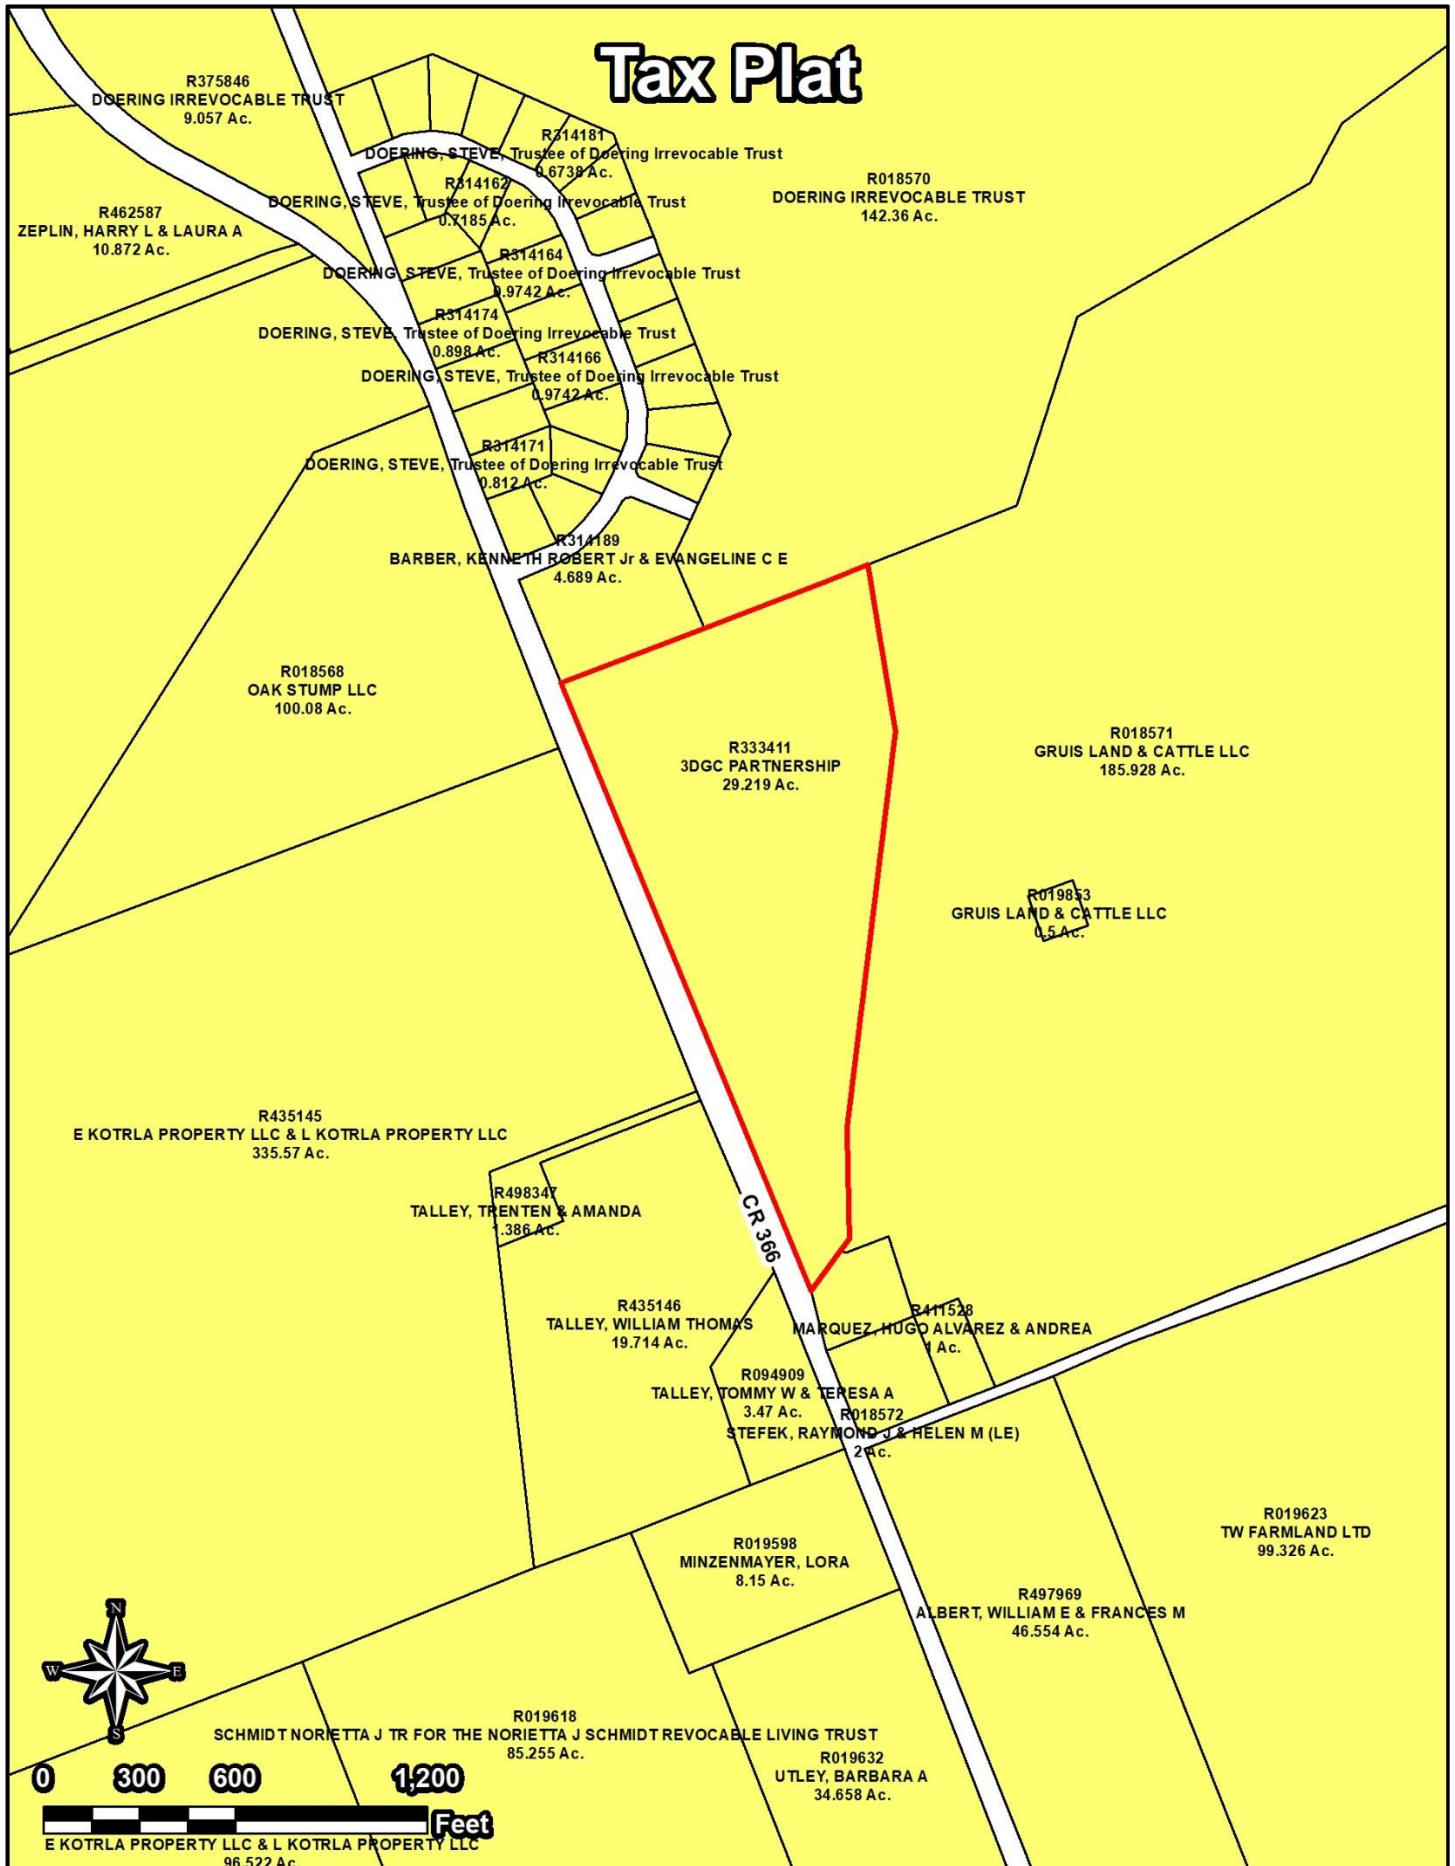 Tax Plat
R375846
DOERING IRREVOCABLE TRUST
9.057 Ac.
R314181
DOERING, STEVE, Trustee of Doering Irrevocable Trust
0.6738 Ac.
R018570
DOERING IRREVOCABLE TRUST
142.36 Ac.
R314162
DOERING, STEVE, Trustee of Doering Irrevocable Trust
0.7185 Ac.
R462587
ZEPLIN, HARRY L & LAURA A
10.872 Ac.
R314164
DOERING, STEVE, Trustee of Doering Irrevocable Trust
0.9742 Ac.
R314174
DOERING, STEVE, Trustee of Doering Irrevocable Trust
0.898 Ac.
R314166
DOERING, STEVE, Trustee of Doering Irrevocable Trust
0.9742 Ac.
R314171
DOERING, STEVE, Trustee of Doering Irrevocable Trust
0.812 Ac.
R314189
BARBER, KENNETH ROBERT Jr & EVANGELINE C E
4.689 Ac.
R018568
OAK STUMP LLC
100.08 Ac.
R333411
3DGC PARTNERSHIP
29.219 Ac.
R018571
GRUIS LAND & CATTLE LLC
185.928 Ac.
R019853
GRUIS LAND & CATTLE LLC
0.5 Ac.
R435145
E KOTRLA PROPERTY LLC & L KOTRLA PROPERTY LLC
335.57 Ac.
R498347
TALLEY, TRENTEN & AMANDA
1.386 Ac.
CR 366
R435146
TALLEY, WILLIAM THOMAS
19.714 Ac.
R411528
MARQUEZ, HUGO ALVAREZ & ANDREA
1 Ac.
R094909
TALLEY, TOMMY W & TERESA A
3.47 Ac.
R018572
STEFEK, RAYMOND J & HELEN M (LE)
2 Ac.
R019623
TW FARMLAND LTD
99.326 Ac.
R019598
MINZENMAYER, LORA
8.15 Ac.
R497969
ALBERT, WILLIAM E & FRANCES M
46.554 Ac.
N
W
E
S
R019618
SCHMIDT NORIETTA J TR FOR THE NORIETTA J SCHMIDT REVOCABLE LIVING TRUST
85.255 Ac.
R019632
UTLEY, BARBARA A
34.658 Ac.
0 300 600 1,200
Feet
E KOTRLA PROPERTY LLC & L KOTRLA PROPERTY LLC
96.522 Ac.